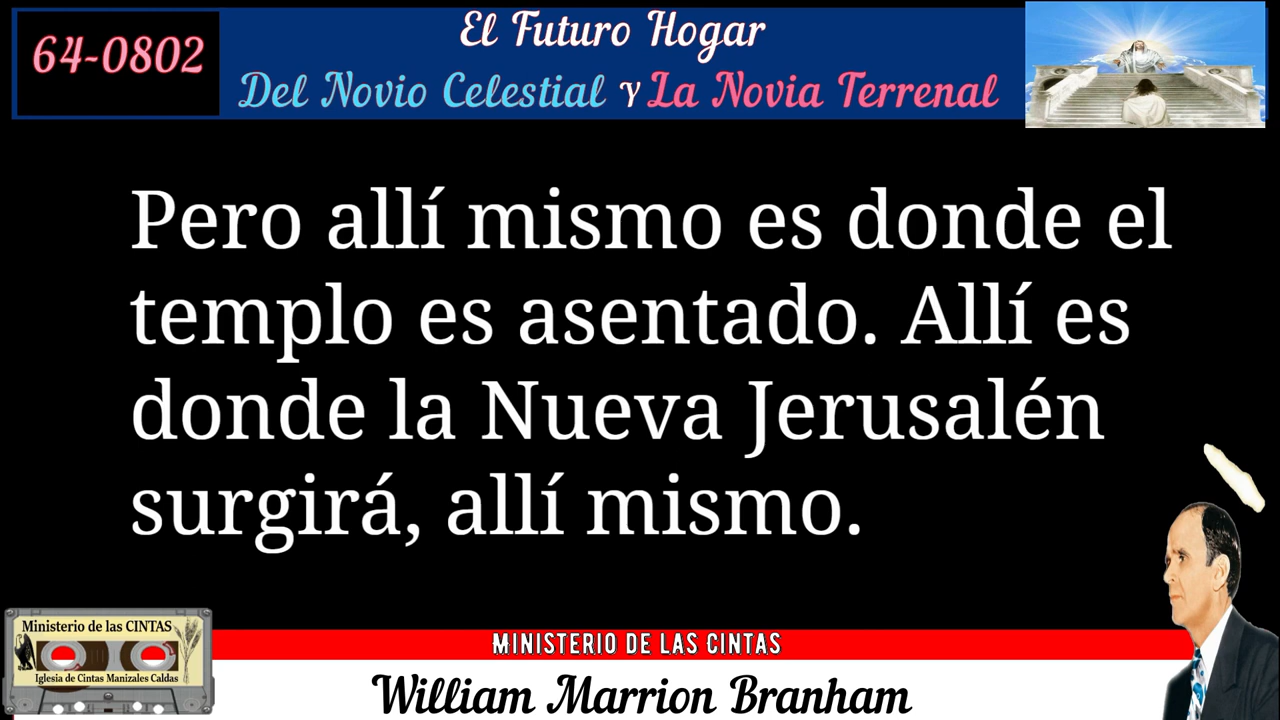 64-0802
El Futuro Hogar
Del Novio Celestial Y La Novia Terrenal
Pero allí mismo es donde el
templo es asentado. Allí es
donde la Nueva Jerusalén
surgirá, allí mismo.
Ministerio de las CINTAS
Iglesia de Cintas Manizales Caldas
MINISTERIO DE LAS CINTAS
William Marrion Branham